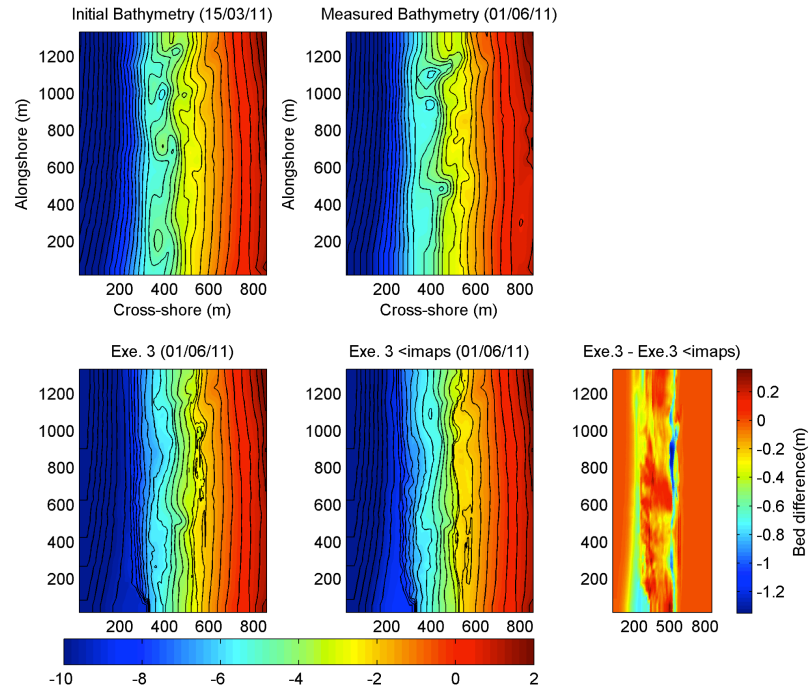 Initial Bathymetry (15/03/11)
Measured Bathymetry (01/06/11)
Alongshore (m)
1200
1000
800
600
400
200
200 400 600 800
Cross-shore (m)
Alongshore (m)
1200
1000
800
600
400
200
200 400 600 800
Cross-shore (m)
Exe. 3 (01/06/11)
Exe. 3 <imaps (01/06/11)
Exe.3 - Exe.3 <imaps)
1200
1000
800
600
400
200
200 400 600 800
1200
1000
800
600
400
200
200 400 600 800
1200
1000
800
600
400
200
200 500 800
0.2
0
-0.2
-0.4
-0.6
-0.8
-1
-1.2
Bed difference(m)
-10 -8 -6 -4 -2 0 2